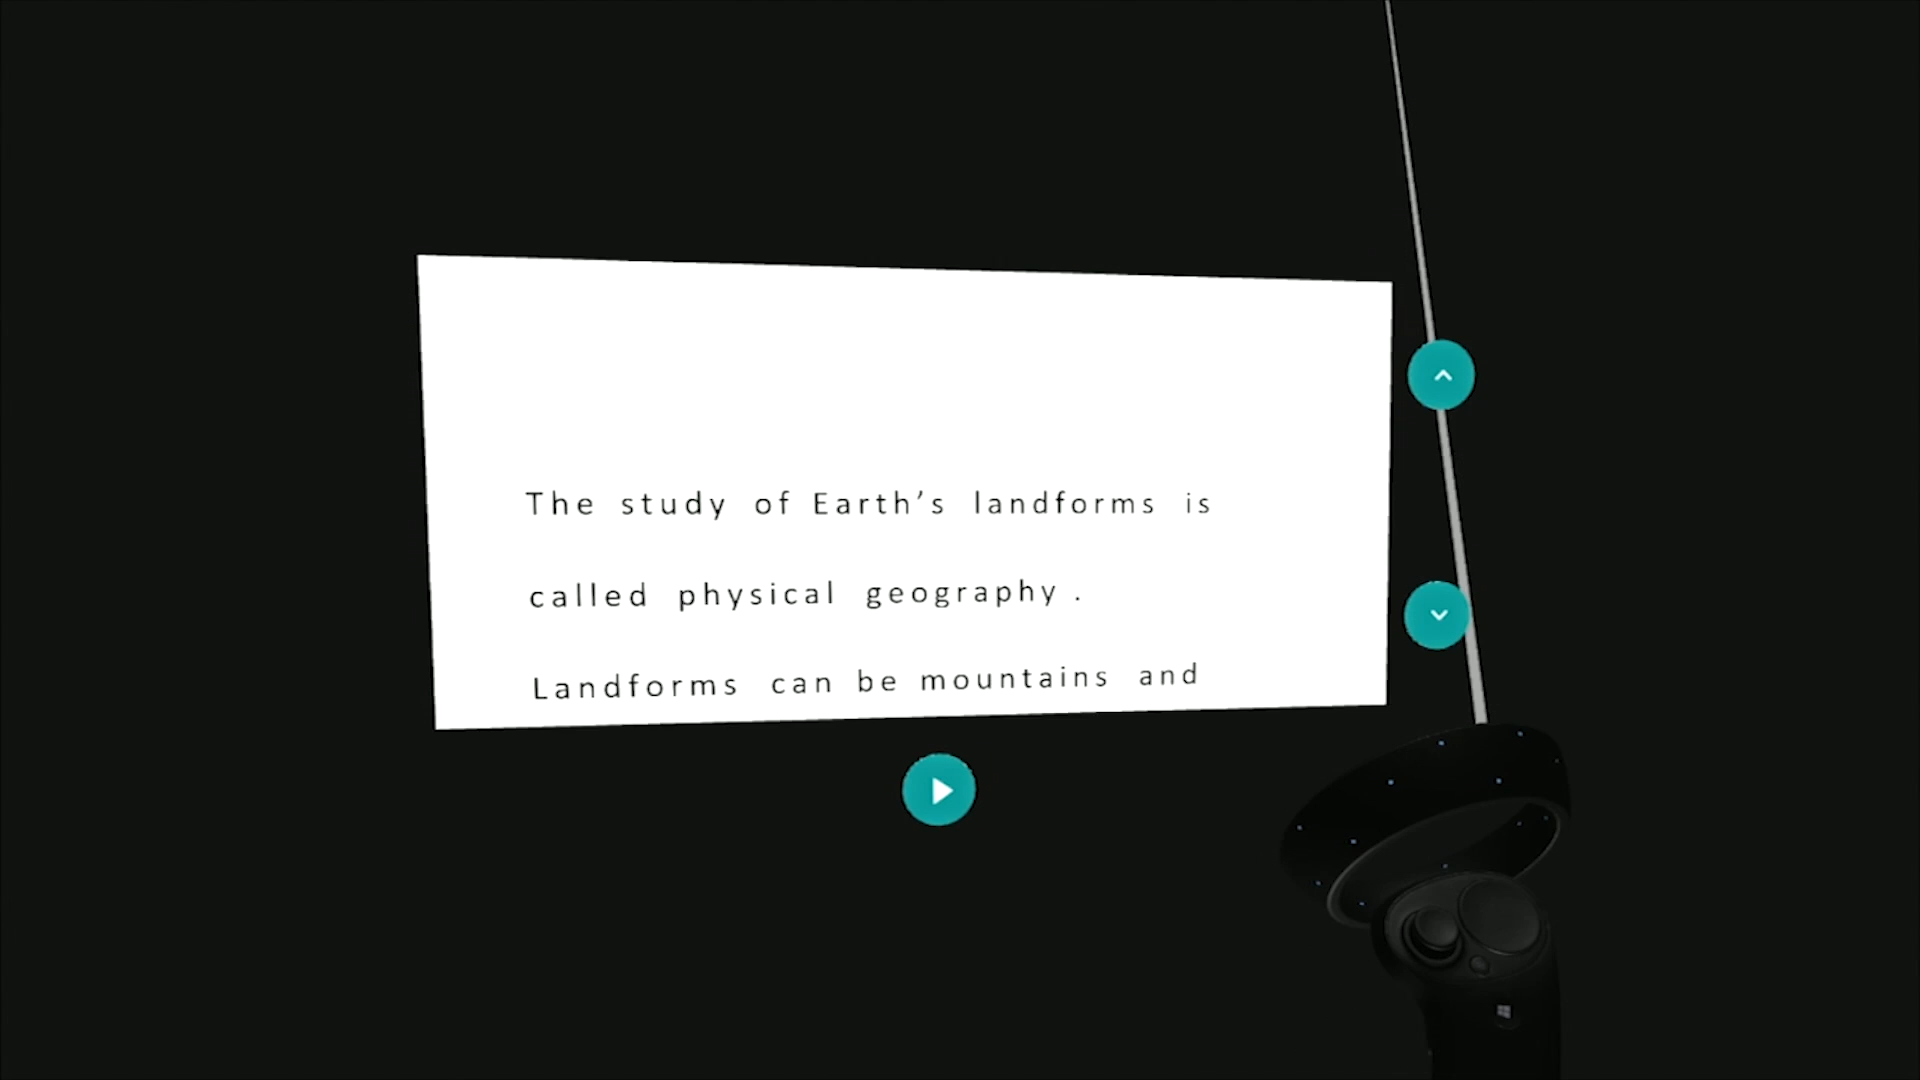 The study of Earth’s landforms is
called physical geography .
Landforms can be mountains and